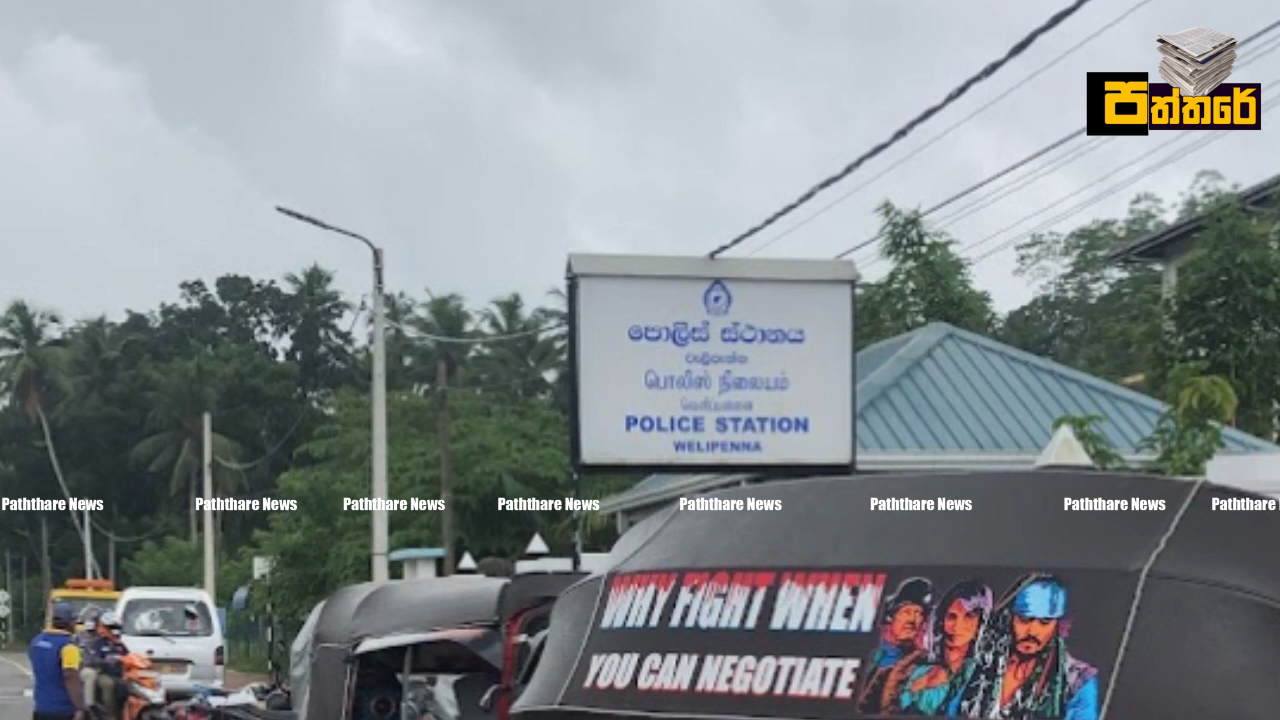 පත්තරේ
පොලිස් ස්ථානය
වැලිපැන්න
பொலிஸ் நிலையம்
POLICE STATION
WELIPENNA
Paththare News Paththare News Paththare News Paththare News Paththare News Paththare News Paththare News Paththare
WHY FIGHT WHEN
YOU CAN NEGOTIATE